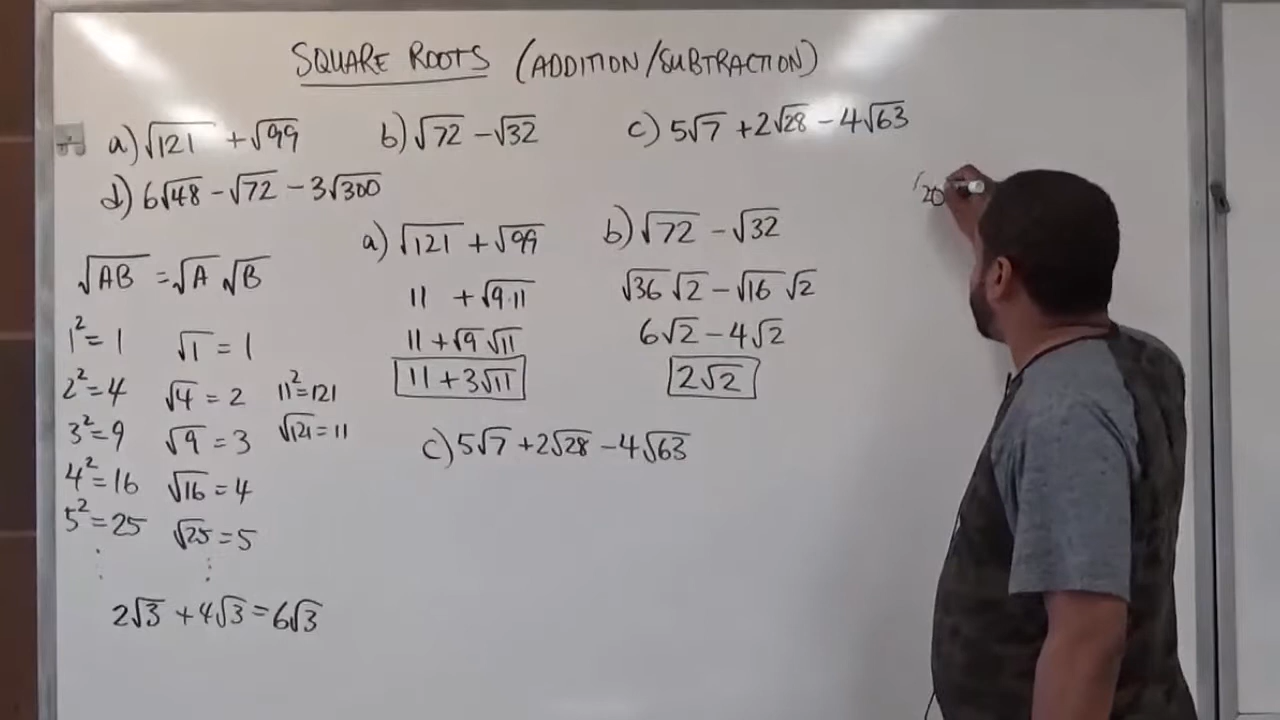 SQUARE ROOTS (ADDITION/SUBTRACTION)
a) √121 + √99
b) √72 - √32
c) 5√7 + 2√28 - 4√63
d) 6√48 - √72 - 3√300
√AB = √A √B
1² = 1 √1 = 1
2² = 4 √4 = 2 11² = 121
3² = 9 √9 = 3 √121 = 11
4² = 16 √16 = 4
5² = 25 √25 = 5
2√3 + 4√3 = 6√3
a) √121 + √99
11 + √9·11
11 + √9 √11
11 + 3√11
b) √72 - √32
√36 √2 - √16 √2
6√2 - 4√2
2√2
c) 5√7 + 2√28 - 4√63